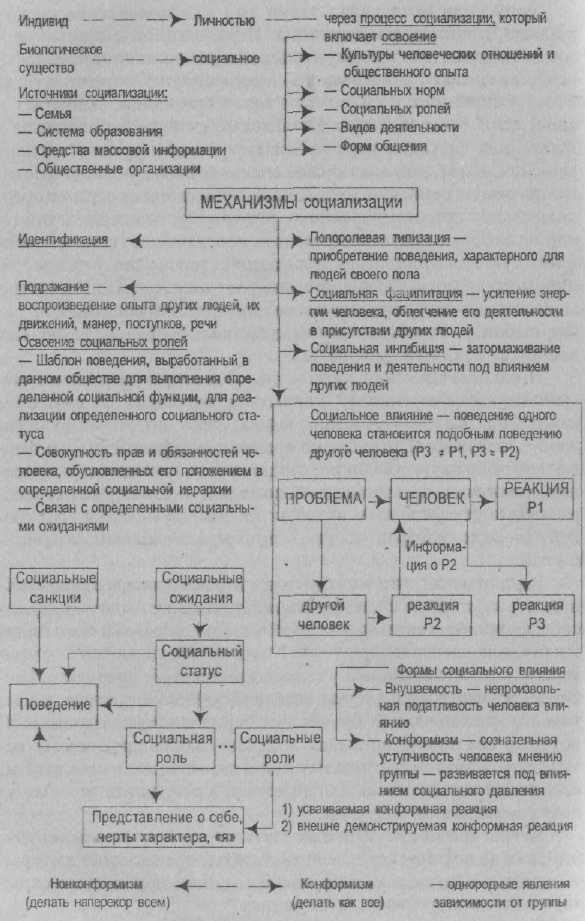 Индивид Личностью через процесс социализации, который
включает освоение
Биологическое
существо социальное
— Культуры человеческих отношений и
общественного опыта
— Социальных норм
— Социальных ролей
— Видов деятельности
— Форм общения
Источники социализации:
— Семья
— Система образования
— Средства массовой информации
— Общественные организации
МЕХАНИЗМЫ социализации
Идентификация
Подражание —
воспроизведение опыта других людей, их
движений, манер, поступков, речи
Освоение социальных ролей
— Шаблон поведения, выработанный в
данном обществе для выполнения опре-
деленной социальной функции, для реа-
лизации определенного социального ста-
туса
— Совокупность прав и обязанностей че-
ловека, обусловленных его положением в
определенной социальной иерархии
— Связан с определенными социальны-
ми ожиданиями
Полоролевая типизация —
приобретение поведения, характерного для
людей своего пола
Социальная фацилитация — усиление энер-
гии человека, облегчение его деятельности
в присутствии других людей
Социальная ингибиция — затормаживание
поведения и деятельности под влиянием
других людей
Социальное влияние — поведение одного
человека становится подобным поведению
другого человека (Р3 ≠ Р1, Р3 ≈ Р2)
ПРОБЛЕМА ЧЕЛОВЕК РЕАКЦИЯ
Р1
Информа-
ция о Р2
другой
человек
реакция
Р2
реакция
Р3
Социальные
санкции
Социальные
ожидания
Социальный
статус
Поведение
Социальная
роль
...
Социальные
роли
Представление о себе,
черты характера, «я»
Формы социального влияния
— Внушаемость — непроизволь-
ная податливость человека вли-
янию
— Конформизм — сознательная
уступчивость человека мнению
группы — развивается под влия-
нием социального давления
1) усваиваемая конформная реакция
2) внешне демонстрируемая конформная реакция
Нонконформизм
(делать наперекор всем)
Конформизм
(делать как все)
— однородные явления
зависимости от группы